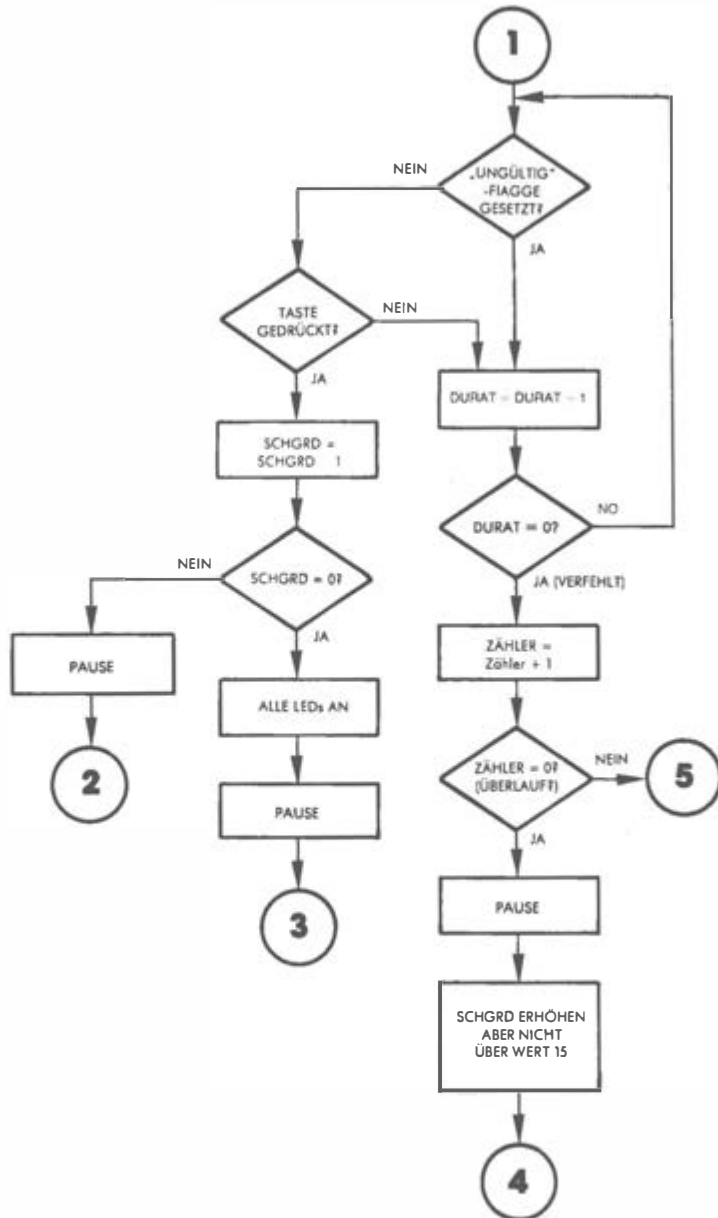 1
NEIN
„UNGÜLTIG"
-FlAGGE
GESETZT?
JA
TASTE
GEDRÜCKT?
NEIN
JA
DURAT = DURAT - 1
SCHGRD =
SCHGRD 1
DURAT = 0?
NO
NEIN
SCHGRD = 0?
JA (VERFEHLT)
JA
PAUSE
ZÄHLER =
Zähler + 1
ALLE LEDs AN
2
ZÄHLER = 0?
(ÜBERLAUF?)
NEIN
5
PAUSE
JA
3
PAUSE
SCHGRD ERHÖHEN
ABER NICHT
ÜBER WERT 15
4